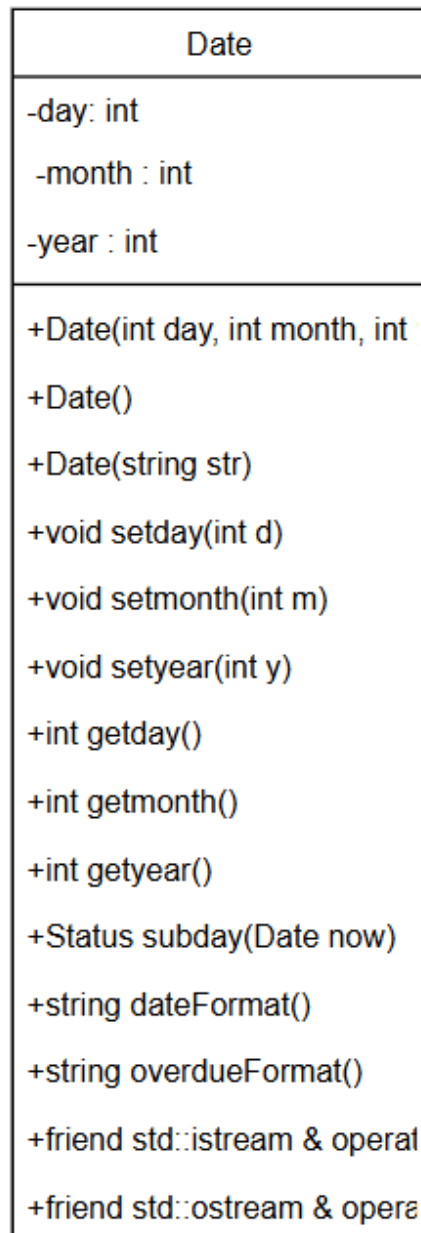 Date
-day: int
-month : int
-year : int
+Date(int day, int month, int
+Date()
+Date(string str)
+void setday(int d)
+void setmonth(int m)
+void setyear(int y)
+int getday()
+int getmonth()
+int getyear()
+Status subday(Date now)
+string dateFormat()
+string overdueFormat()
+friend std::istream & operat
+friend std::ostream & opera